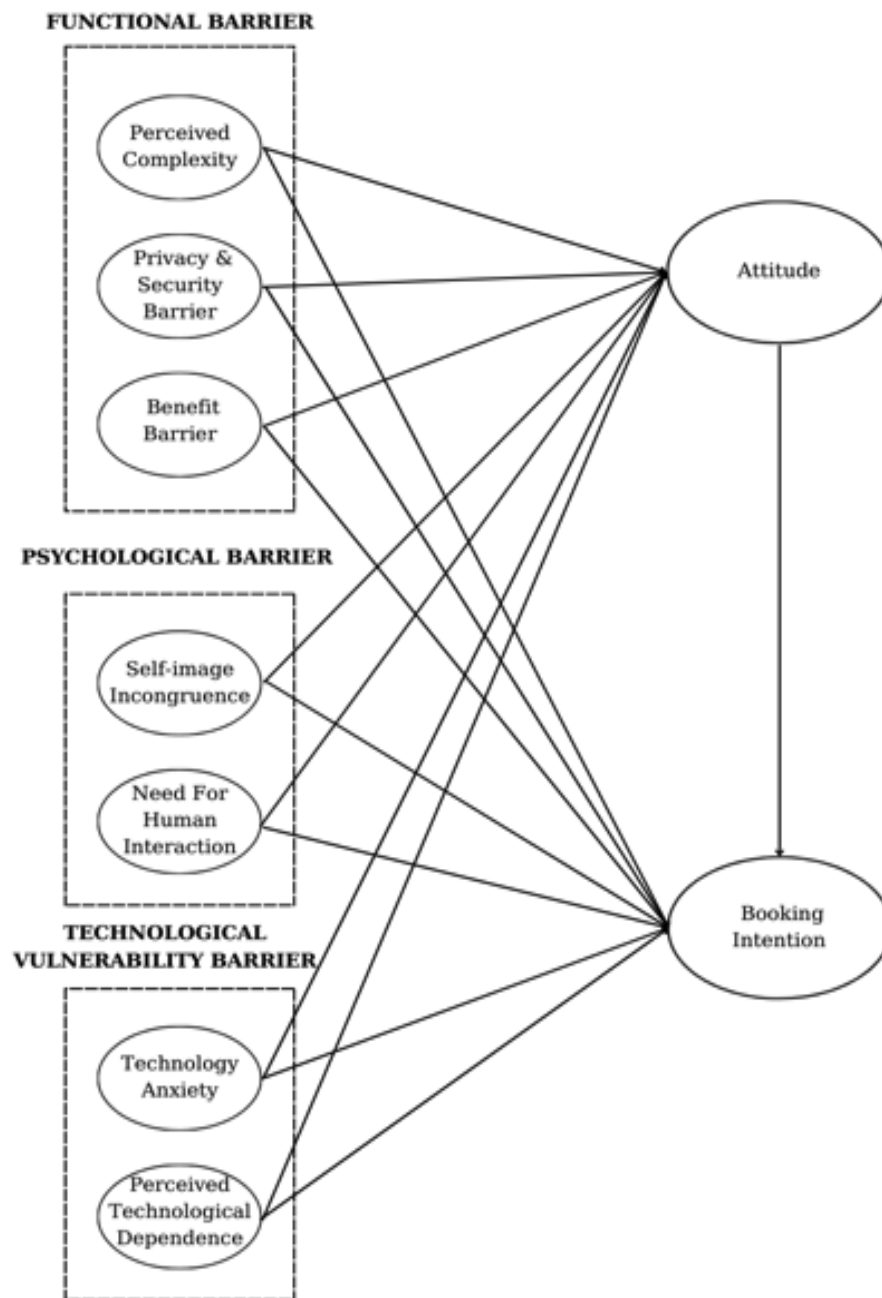 FUNCTIONAL BARRIER
Perceived
Complexity
Privacy &
Security
Barrier
Benefit
Barrier
PSYCHOLOGICAL BARRIER
Self-image
Incongruence
Need For
Human
Interaction
TECHNOLOGICAL
VULNERABILITY BARRIER
Technology
Anxiety
Perceived
Technological
Dependence
Attitude
Booking
Intention